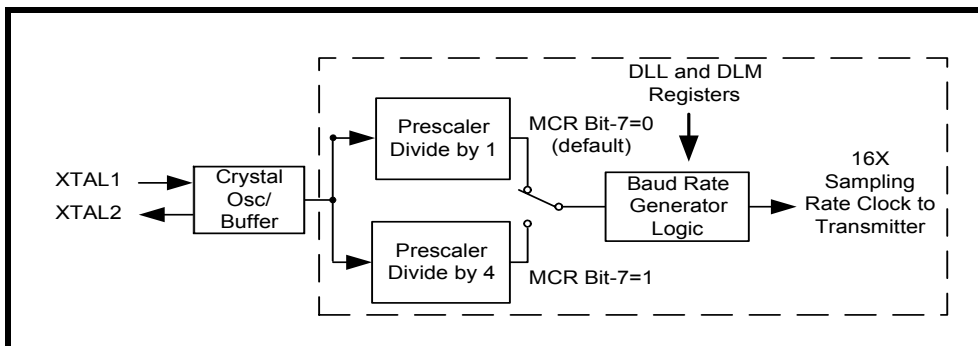 DLL and DLM
Registers
Prescaler
Divide by 1
MCR Bit-7=0
(default)
XTAL1
XTAL2
Crystal
Osc/
Buffer
Baud Rate
Generator
Logic
16X
Sampling
Rate Clock to
Transmitter
Prescaler
Divide by 4
MCR Bit-7=1